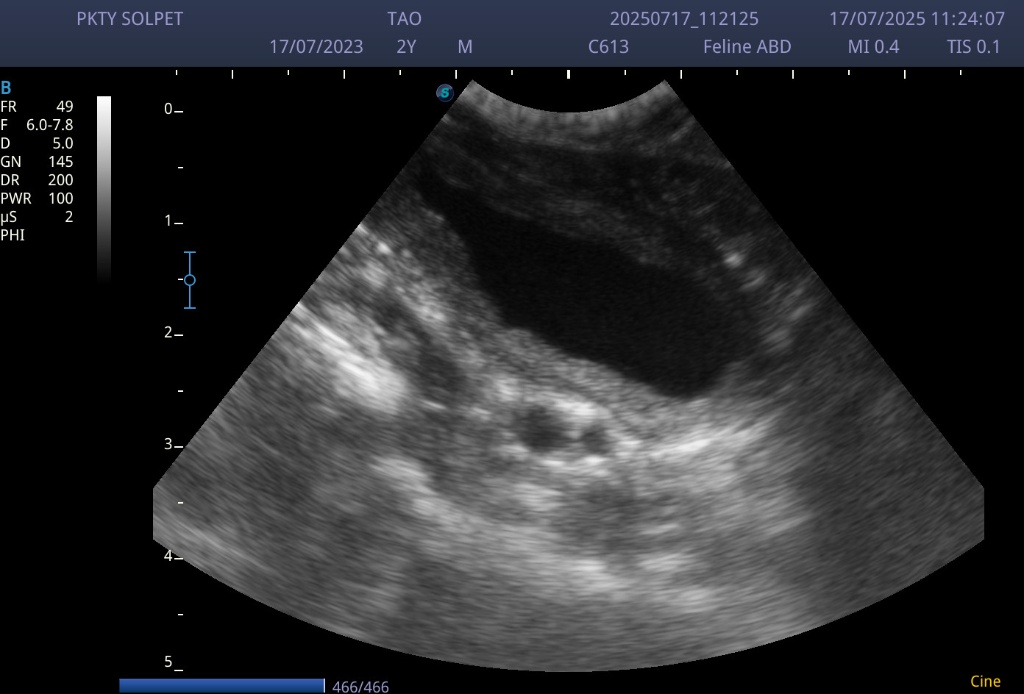 PKTY SOLPET TAO 20250717_112125 17/07/2025 11:24:07
17/07/2023 2Y M C613 Feline ABD MI 0.4 TIS 0.1
B
FR 49
F 6.0-7.8
D 5.0
GN 145
DR 200
PWR 100
µS 2
PHI
S
0
1
2
3
4
5
466/466
Cine